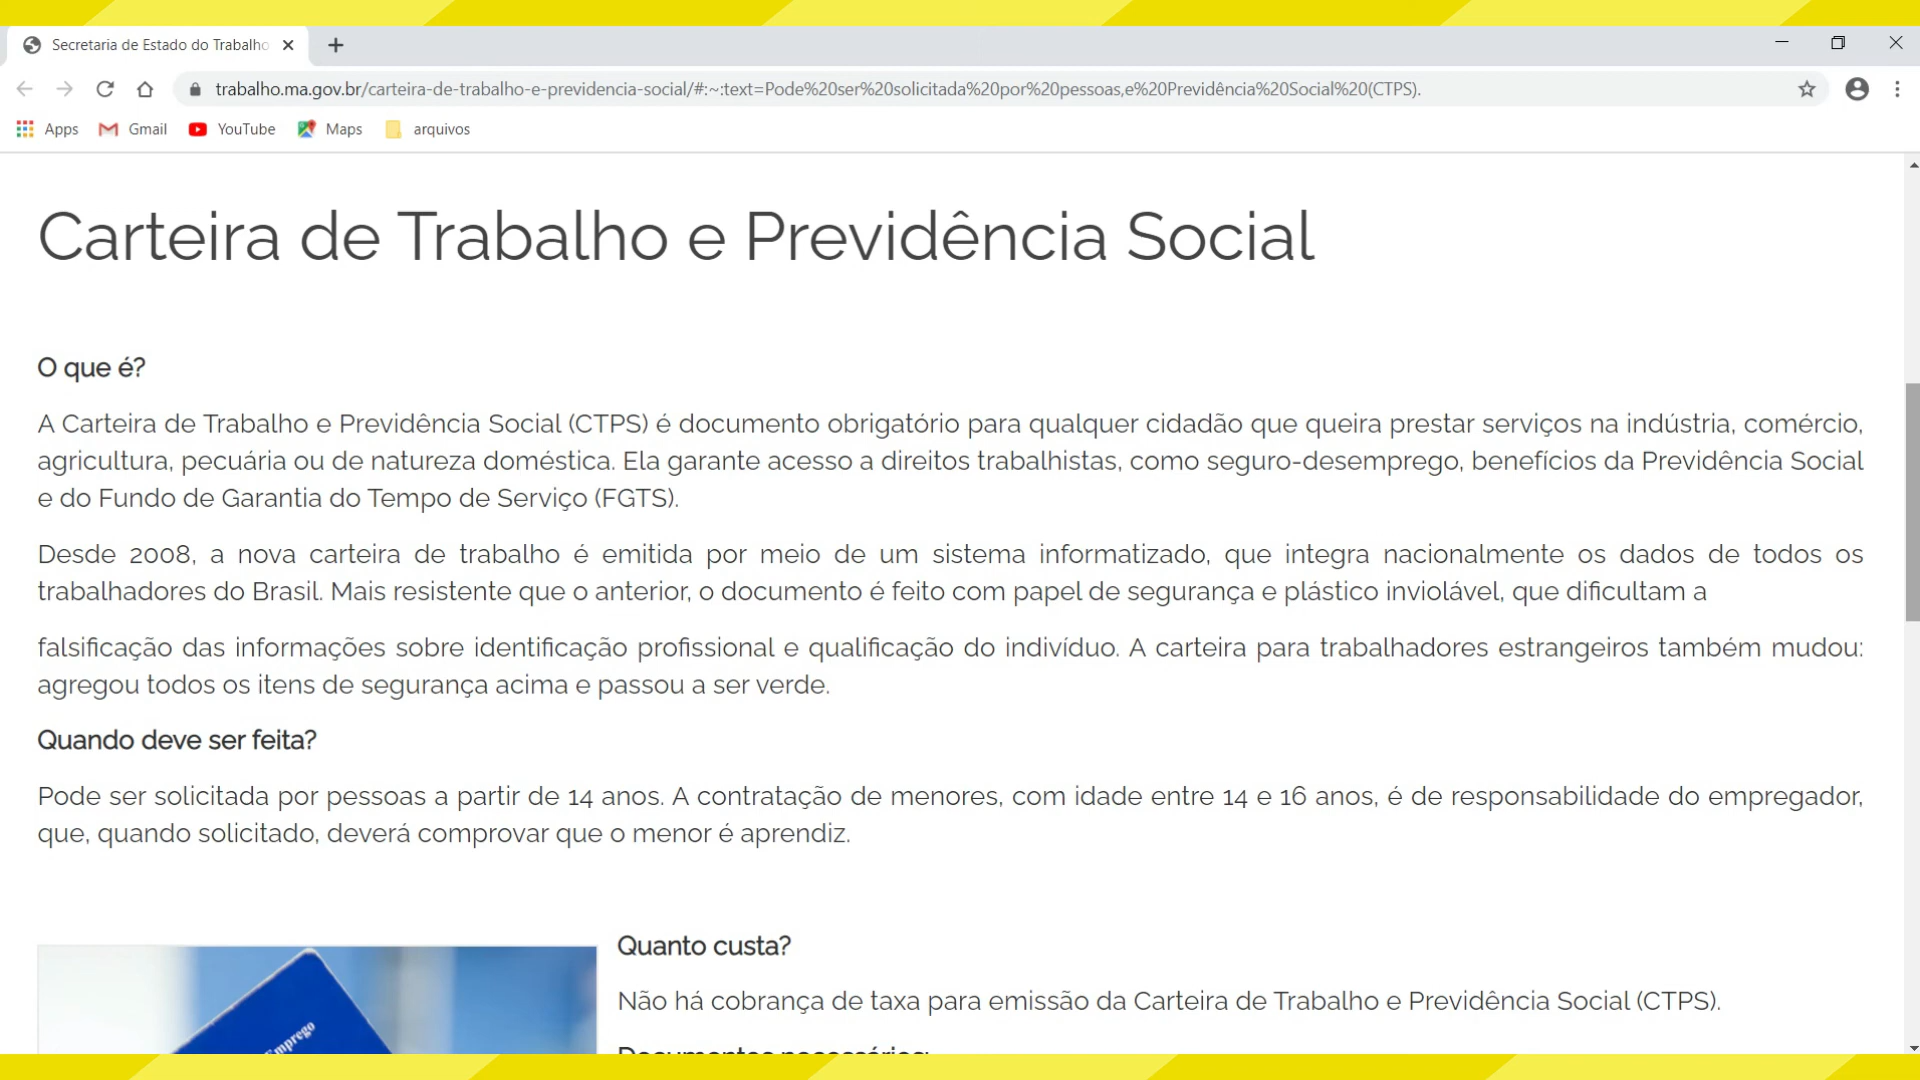 Secretaria de Estado do Trabalho
trabalho.ma.gov.br/carteira-de-trabalho-e-previdencia-social/#:~:text=Pode%20ser%20solicitada%20por%20pessoas,e%20Previdência%20Social%20(CTPS).
Apps Gmail YouTube Maps arquivos
Carteira de Trabalho e Previdência Social
O que é?
A Carteira de Trabalho e Previdência Social (CTPS) é documento obrigatório para qualquer cidadão que queira prestar serviços na indústria, comércio,
agricultura, pecuária ou de natureza doméstica. Ela garante acesso a direitos trabalhistas, como seguro-desemprego, benefícios da Previdência Social
e do Fundo de Garantia do Tempo de Serviço (FGTS).
Desde 2008, a nova carteira de trabalho é emitida por meio de um sistema informatizado, que integra nacionalmente os dados de todos os
trabalhadores do Brasil. Mais resistente que o anterior, o documento é feito com papel de segurança e plástico inviolável, que dificultam a
falsificação das informações sobre identificação profissional e qualificação do indivíduo. A carteira para trabalhadores estrangeiros também mudou:
agregou todos os itens de segurança acima e passou a ser verde.
Quando deve ser feita?
Pode ser solicitada por pessoas a partir de 14 anos. A contratação de menores, com idade entre 14 e 16 anos, é de responsabilidade do empregador,
que, quando solicitado, deverá comprovar que o menor é aprendiz.
Quanto custa?
Não há cobrança de taxa para emissão da Carteira de Trabalho e Previdência Social (CTPS).
Documentos necessários: